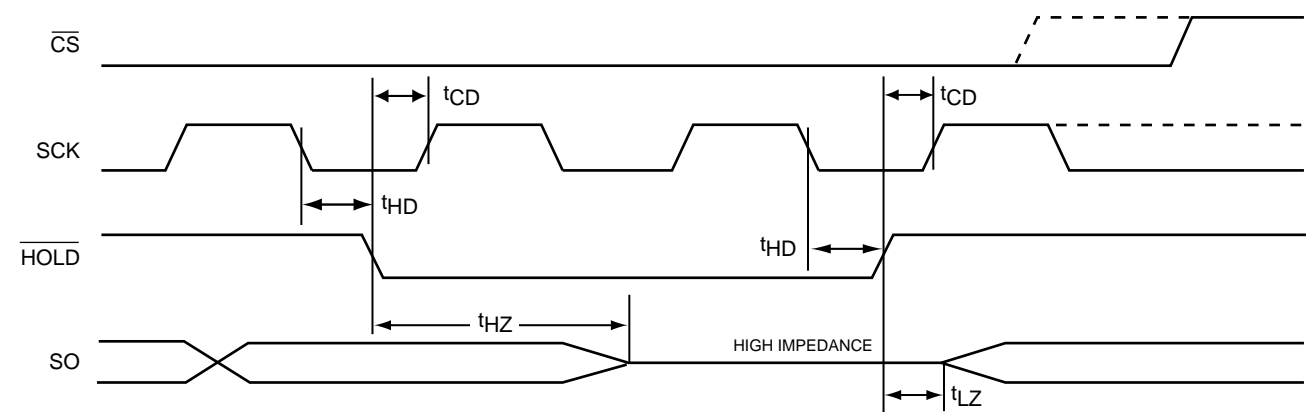 CS
tCD
tCD
SCK
tHD
HOLD
tHD
tHZ
HIGH IMPEDANCE
SO
tLZ